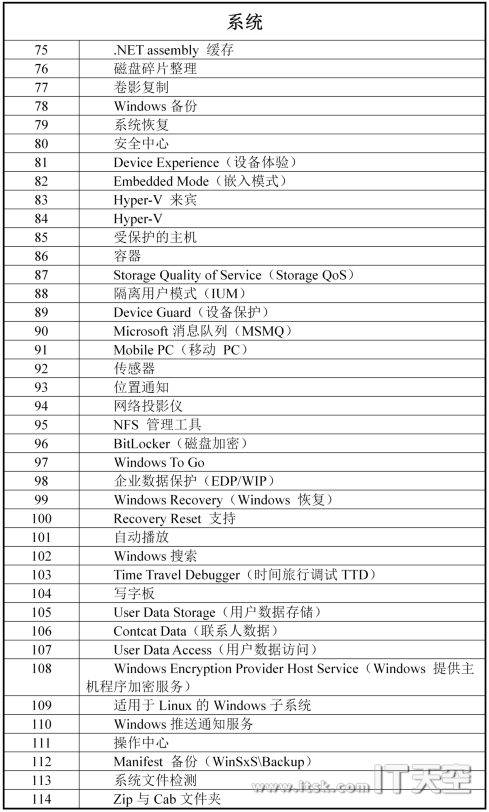 系统
75 .NET assembly 缓存
76 磁盘碎片整理
77 卷影复制
78 Windows 备份
79 系统恢复
80 安全中心
81 Device Experience（设备体验）
82 Embedded Mode（嵌入模式）
83 Hyper-V 来宾
84 Hyper-V
85 受保护的主机
86 容器
87 Storage Quality of Service（Storage QoS）
88 隔离用户模式（IUM）
89 Device Guard（设备保护）
90 Microsoft 消息队列（MSMQ）
91 Mobile PC（移动 PC）
92 传感器
93 位置通知
94 网络投影仪
95 NFS 管理工具
96 BitLocker（磁盘加密）
97 Windows To Go
98 企业数据保护（EDP/WIP）
99 Windows Recovery（Windows 恢复）
100 Recovery Reset 支持
101 自动播放
102 Windows 搜索
103 Time Travel Debugger（时间旅行调试 TTD）
104 写字板
105 User Data Storage（用户数据存储）
106 Contcat Data（联系人数据）
107 User Data Access（用户数据访问）
108 Windows Encryption Provider Host Service（Windows 提供主
机程序加密服务）
109 适用于 Linux 的 Windows 子系统
110 Windows 推送通知服务
111 操作中心
112 Manifest 备份（WinSxS\Backup）
113 系统文件检测
114 Zip 与 Cab 文件夹
www.itsk.com IT天空